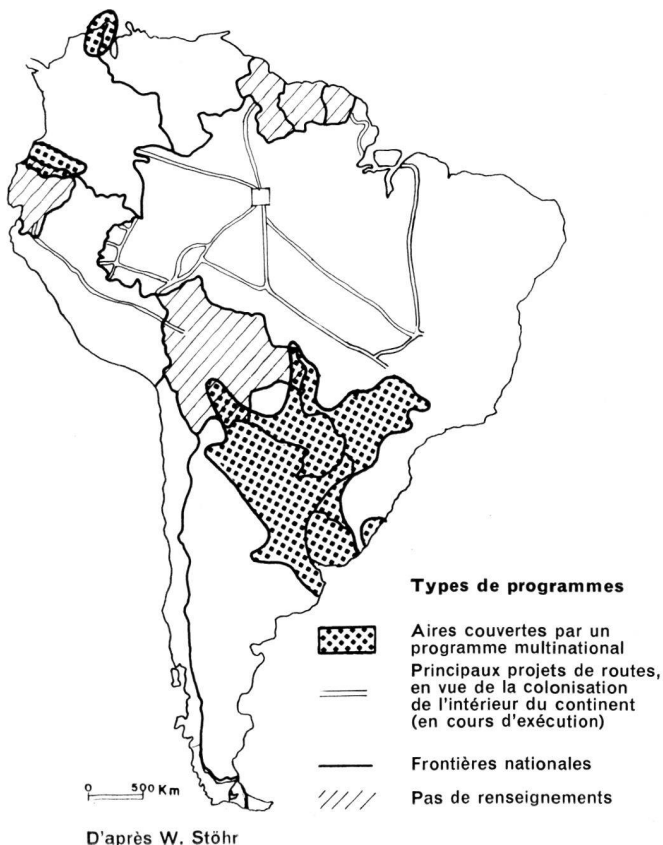 Types de programmes
Aires couvertes par un
programme multinational
Principaux projets de routes,
en vue de la colonisation
de l'intérieur du continent
(en cours d'exécution)
Frontières nationales
Pas de renseignements
0 500 Km
D'après W. Stöhr